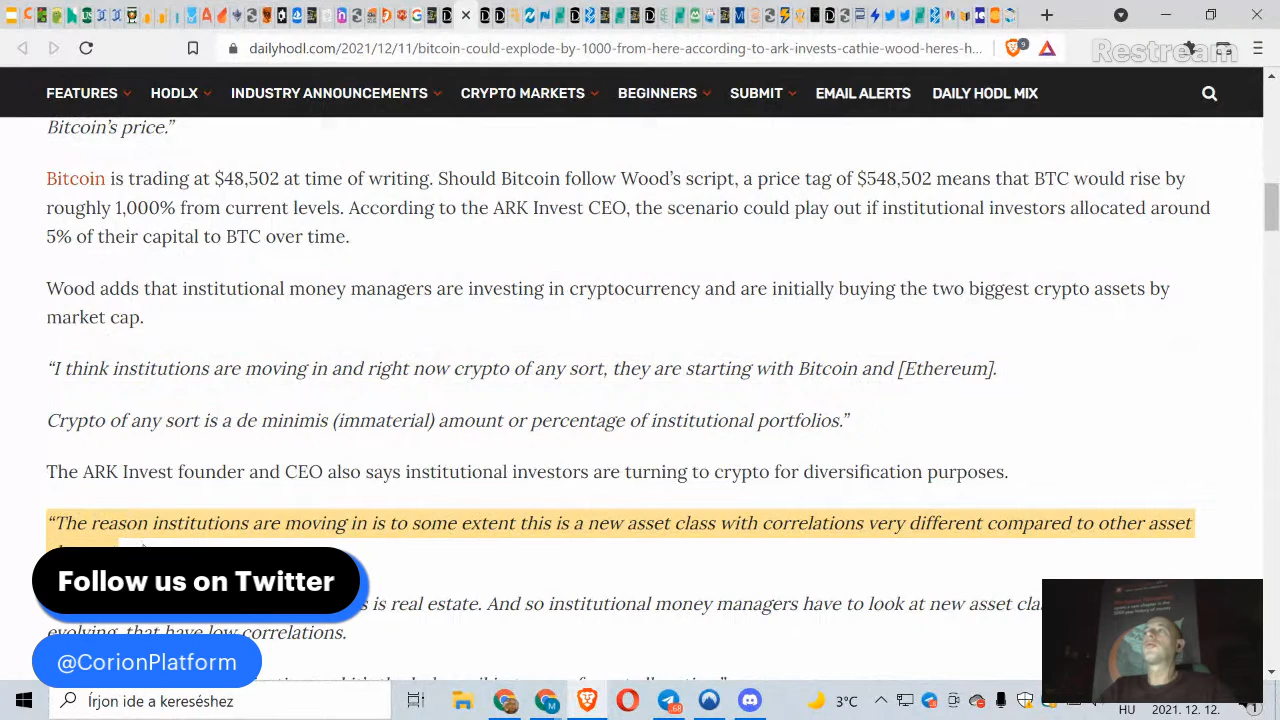 dailyhodl.com/2021/12/11/bitcoin-could-explode-by-1000-from-here-according-to-ark-invests-cathie-wood-heres-h...
9
Restream
FEATURES HODLX INDUSTRY ANNOUNCEMENTS CRYPTO MARKETS BEGINNERS SUBMIT EMAIL ALERTS DAILY HODL MIX
Bitcoin’s price.”
Bitcoin is trading at $48,502 at time of writing. Should Bitcoin follow Wood’s script, a price tag of $548,502 means that BTC would rise by
roughly 1,000% from current levels. According to the ARK Invest CEO, the scenario could play out if institutional investors allocated around
5% of their capital to BTC over time.
Wood adds that institutional money managers are investing in cryptocurrency and are initially buying the two biggest crypto assets by
market cap.
“I think institutions are moving in and right now crypto of any sort, they are starting with Bitcoin and [Ethereum].
Crypto of any sort is a de minimis (immaterial) amount or percentage of institutional portfolios.”
The ARK Invest founder and CEO also says institutional investors are turning to crypto for diversification purposes.
“The reason institutions are moving in is to some extent this is a new asset class with correlations very different compared to other asset
Follow us on Twitter
is real estate. And so institutional money managers have to look at new asset
evolving, that have low correlations.
@CorionPlatform
Írjon ide a kereséshez
68
3°C
HU
2021. 12. 12.